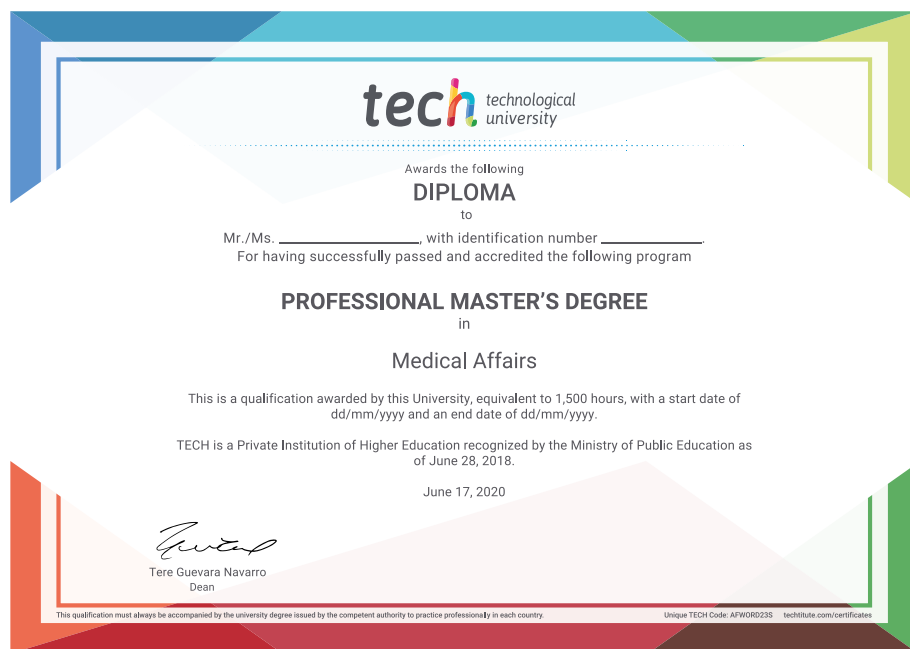 tech technological
university
Awards the following
DIPLOMA
to
Mr./Ms. ____________________, with identification number ______________.
For having successfully passed and accredited the following program
PROFESSIONAL MASTER'S DEGREE
in
Medical Affairs
This is a qualification awarded by this University, equivalent to 1,500 hours, with a start date of
dd/mm/yyyy and an end date of dd/mm/yyyy.
TECH is a Private Institution of Higher Education recognized by the Ministry of Public Education as
of June 28, 2018.
June 17, 2020
Tere Guevara Navarro
Dean
This qualification must always be accompanied by the university degree issued by the competent authority to practice professionally in each country. Unique TECH Code: AFWORD23S techtitute.com/certificates